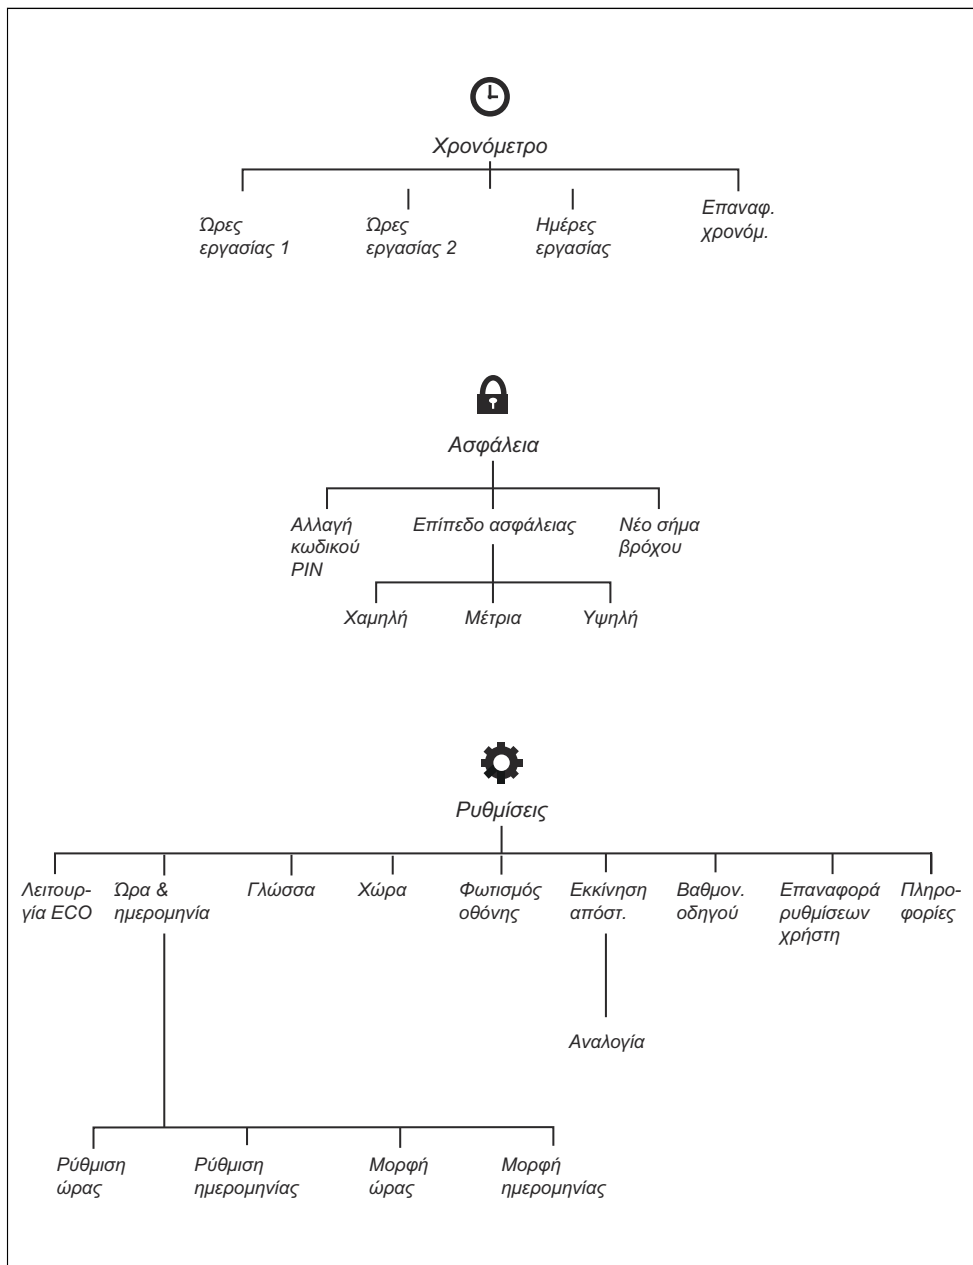 Χρονόμετρο
Ώρες
εργασίας 1
Ώρες
εργασίας 2
Ημέρες
εργασίας
Επαναφ.
χρονόμ.
Ασφάλεια
Αλλαγή
κωδικού
PIN
Επίπεδο ασφάλειας
Νέο σήμα
βρόχου
Χαμηλή
Μέτρια
Υψηλή
Ρυθμίσεις
Λειτουρ-
γία ECO
Ώρα &
ημερομηνία
Γλώσσα
Χώρα
Φωτισμός
οθόνης
Εκκίνηση
απόστ.
Βαθμον.
οδηγού
Επαναφορά
ρυθμίσεων
χρήστη
Πληρο-
φορίες
Αναλογία
Ρύθμιση
ώρας
Ρύθμιση
ημερομηνίας
Μορφή
ώρας
Μορφή
ημερομηνίας